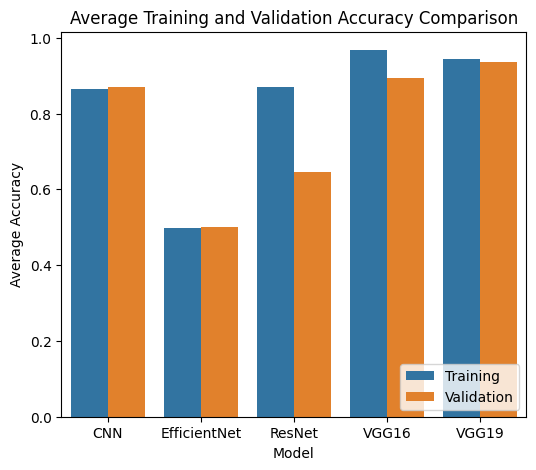 Average Training and Validation Accuracy Comparison
1.0
0.8
0.6
0.4
0.2
0.0
Average Accuracy
CNN EfficientNet ResNet VGG16 VGG19
Model
Training
Validation